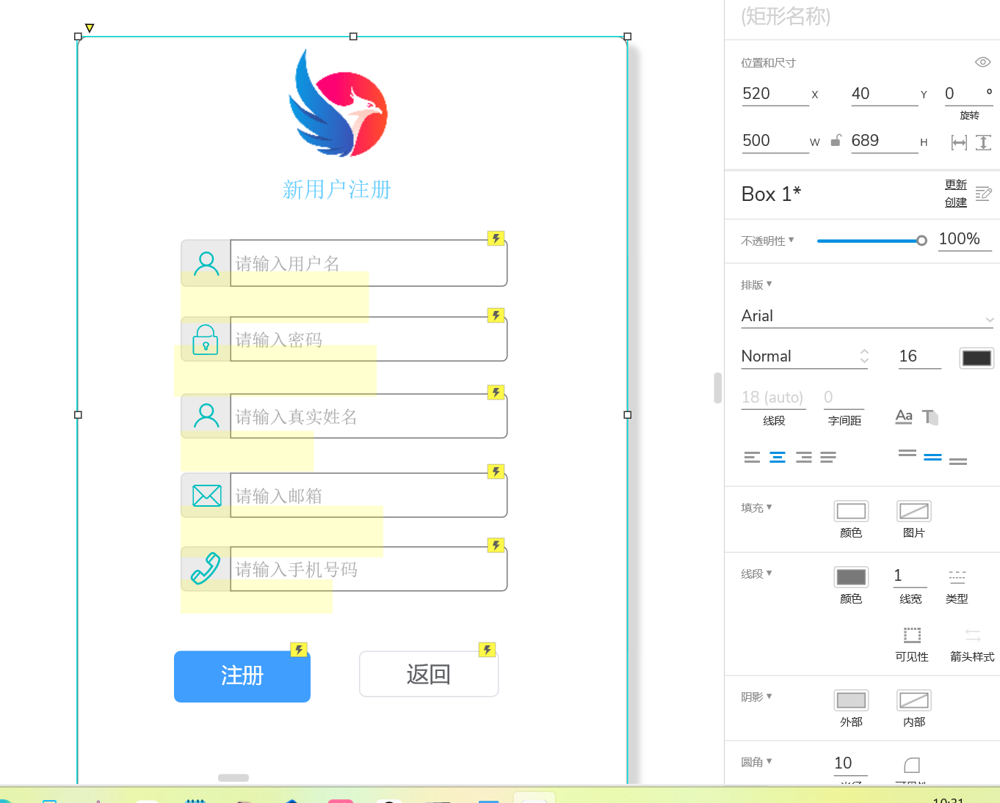 (矩形名称)
位置和尺寸
520 X 40 Y 0 °
旋转
500 W 689 H
Box 1*
更新
创建
不透明性 100%
排版
Arial
Normal 16
18 (auto) 0
线段 字间距
Aa T
填充
颜色 图片
线段 1
颜色 线宽 类型
可见性 箭头样式
阴影
外部 内部
圆角 10
新用户注册
请输入用户名
请输入密码
请输入真实姓名
请输入邮箱
请输入手机号码
注册 返回